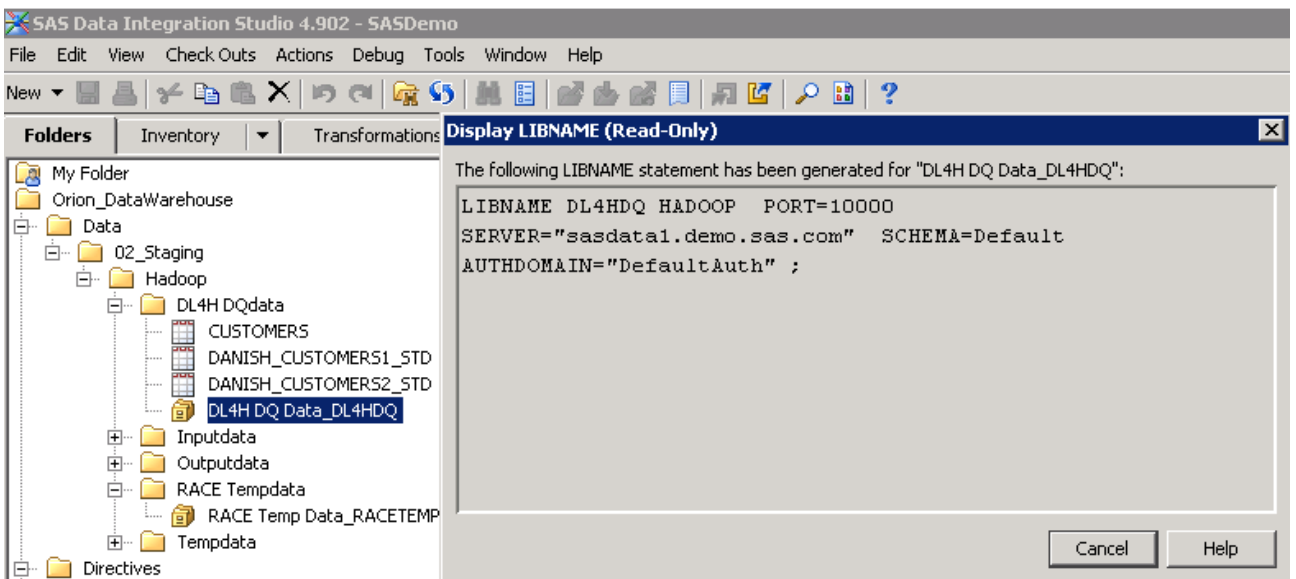 SAS Data Integration Studio 4.902 - SASDemo
File Edit View Check Outs Actions Debug Tools Window Help
New
Folders Inventory Transformations
My Folder
Orion_DataWarehouse
Data
02_Staging
Hadoop
DL4H DQdata
CUSTOMERS
DANISH_CUSTOMERS1_STD
DANISH_CUSTOMERS2_STD
DL4H DQ Data_DL4HDQ
Inputdata
Outputdata
RACE Tempdata
RACE Temp Data_RACETEMP
Tempdata
Directives
Display LIBNAME (Read-Only)
The following LIBNAME statement has been generated for "DL4H DQ Data_DL4HDQ":
LIBNAME DL4HDQ HADOOP PORT=10000
SERVER="sasdata1.demo.sas.com" SCHEMA=Default
AUTHDOMAIN="DefaultAuth" ;
Cancel Help